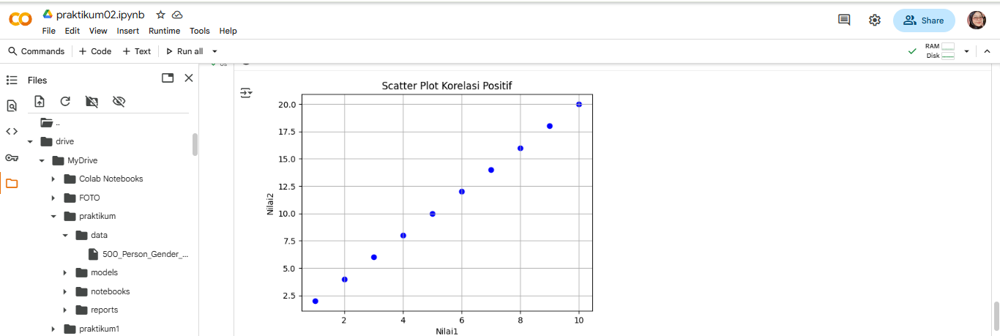 praktikum02.ipynb
File Edit View Insert Runtime Tools Help
Share
Commands + Code + Text Run all
RAM
Disk
Files
..
drive
MyDrive
Colab Notebooks
FOTO
praktikum
data
500_Person_Gender_...
models
notebooks
reports
praktikum1
0s
Scatter Plot Korelasi Positif
20.0
17.5
15.0
12.5
10.0
7.5
5.0
2.5
Nilai2
2 4 6 8 10
Nilai1